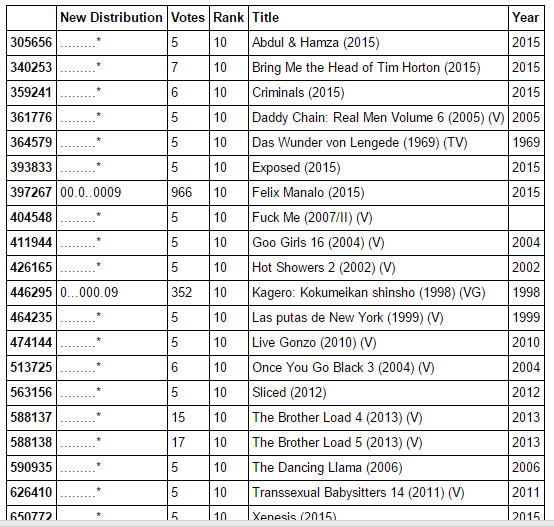 New Distribution Votes Rank Title Year
305656 .........* 5 10 Abdul & Hamza (2015) 2015
340253 .........* 7 10 Bring Me the Head of Tim Horton (2015) 2015
359241 .........* 6 10 Criminals (2015) 2015
361776 .........* 5 10 Daddy Chain: Real Men Volume 6 (2005) (V) 2005
364579 .........* 5 10 Das Wunder von Lengede (1969) (TV) 1969
393833 .........* 5 10 Exposed (2015) 2015
397267 00.0..0009 966 10 Felix Manalo (2015) 2015
404548 .........* 5 10 Fuck Me (2007/II) (V)
411944 .........* 5 10 Goo Girls 16 (2004) (V) 2004
426165 .........* 5 10 Hot Showers 2 (2002) (V) 2002
446295 0...000.09 352 10 Kagero: Kokumeikan shinsho (1998) (VG) 1998
464235 .........* 5 10 Las putas de New York (1999) (V) 1999
474144 .........* 5 10 Live Gonzo (2010) (V) 2010
513725 .........* 6 10 Once You Go Black 3 (2004) (V) 2004
563156 .........* 5 10 Sliced (2012) 2012
588137 .........* 15 10 The Brother Load 4 (2013) (V) 2013
588138 .........* 17 10 The Brother Load 5 (2013) (V) 2013
590935 .........* 5 10 The Dancing Llama (2006) 2006
626410 .........* 5 10 Transsexual Babysitters 14 (2011) (V) 2011
650772 .........* 5 10 Xenesis (2015) 2015